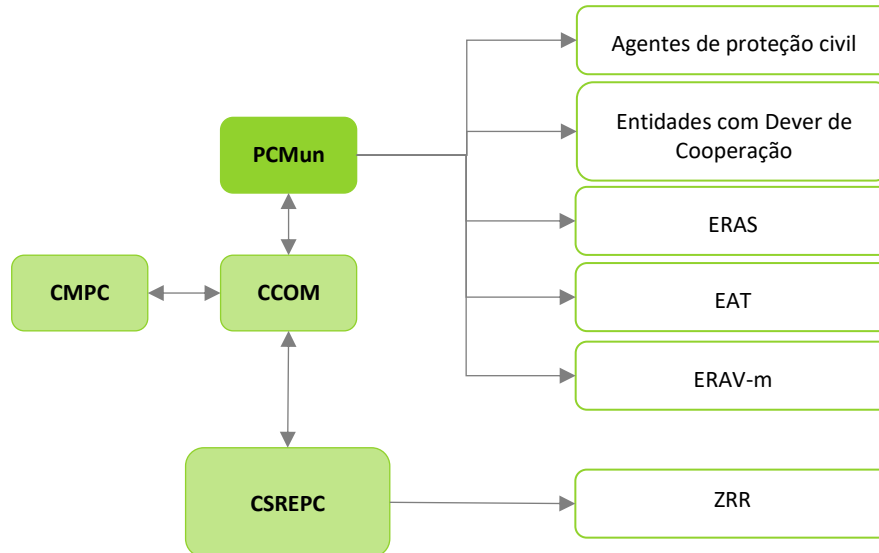 Agentes de proteção civil
Entidades com Dever de
Cooperação
PCMun
ERAS
CMPC
CCOM
EAT
ERAV-m
CSREPC
ZRR